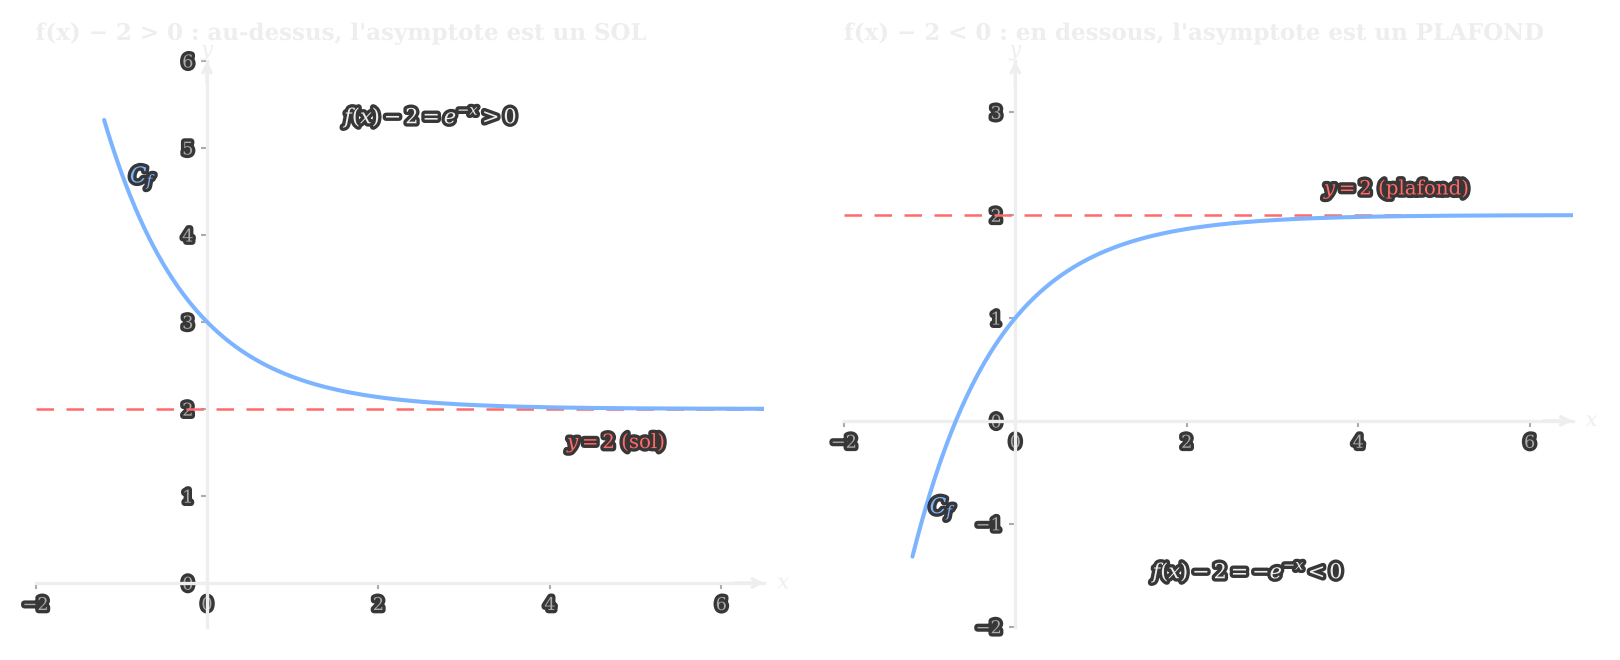 f(x) − 2 > 0 : au-dessus, l'asymptote est un SOL
y
6
f(x) − 2 = e^{−x} > 0
5
C_f
4
3
2
y = 2 (sol)
1
0
x
−2 0 2 4 6
f(x) − 2 < 0 : en dessous, l'asymptote est un PLAFOND
y
3
y = 2 (plafond)
2
1
0
x
−2 0 2 4 6
C_f
−1
f(x) − 2 = −e^{−x} < 0
−2